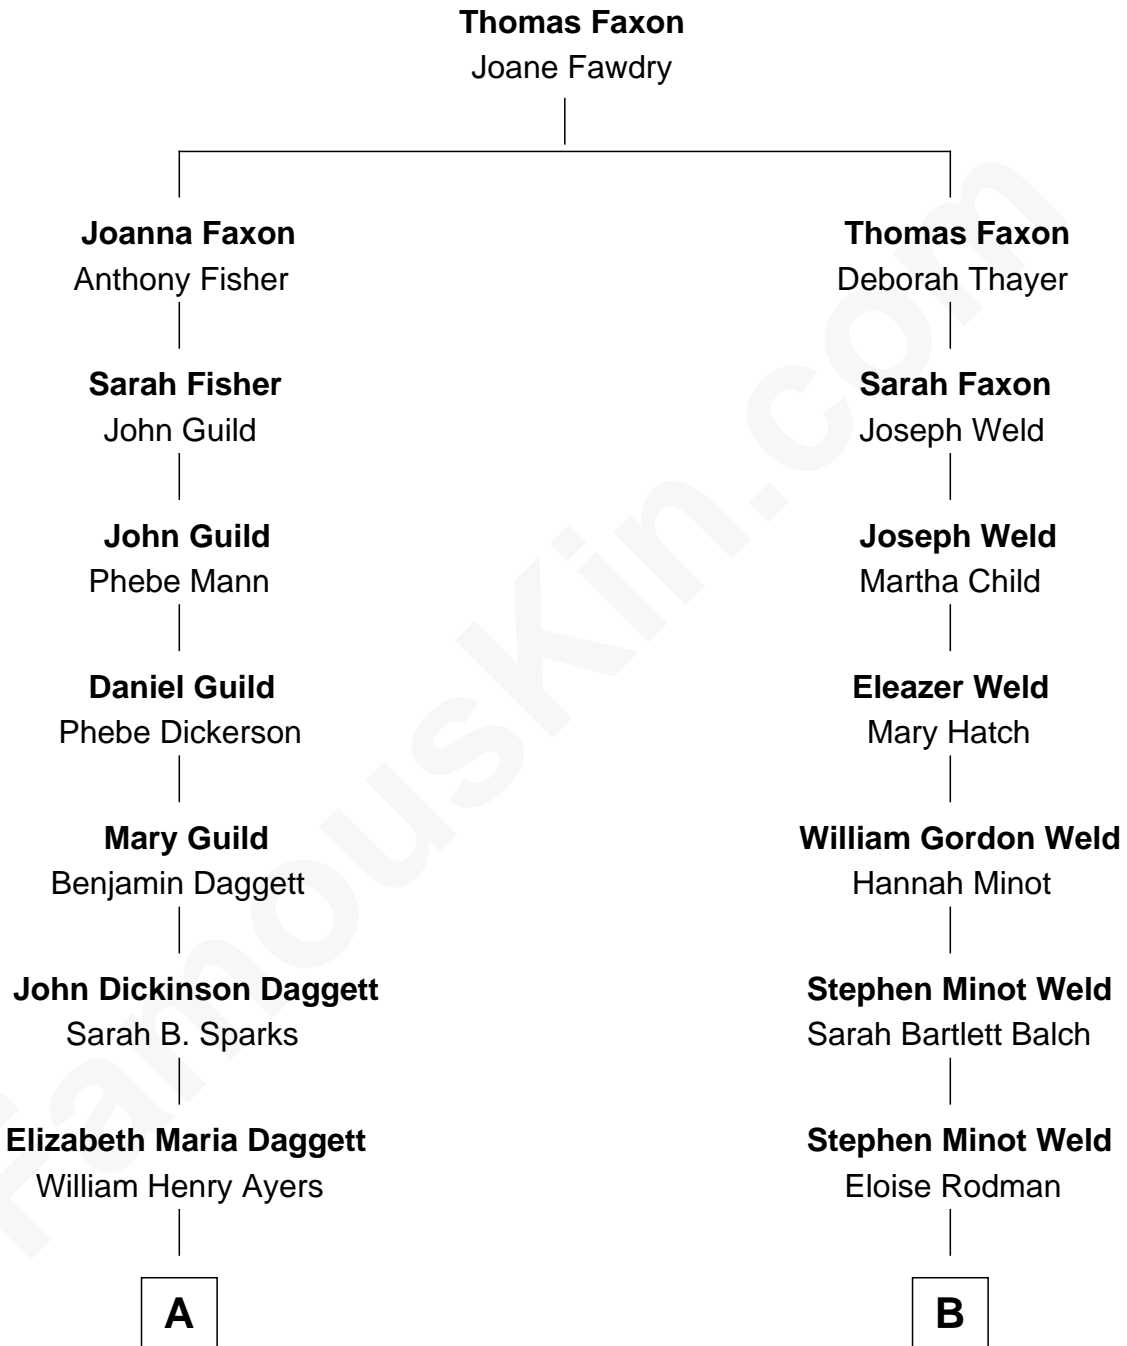 Thomas Faxon
Joane Fawdry
Joanna Faxon
Anthony Fisher
Thomas Faxon
Deborah Thayer
Sarah Fisher
John Guild
Sarah Faxon
Joseph Weld
John Guild
Phebe Mann
Joseph Weld
Martha Child
Daniel Guild
Phebe Dickerson
Eleazer Weld
Mary Hatch
Mary Guild
Benjamin Daggett
William Gordon Weld
Hannah Minot
John Dickinson Daggett
Sarah B. Sparks
Stephen Minot Weld
Sarah Bartlett Balch
Elizabeth Maria Daggett
William Henry Ayers
Stephen Minot Weld
Eloise Rodman
A
B
FamousKin.com